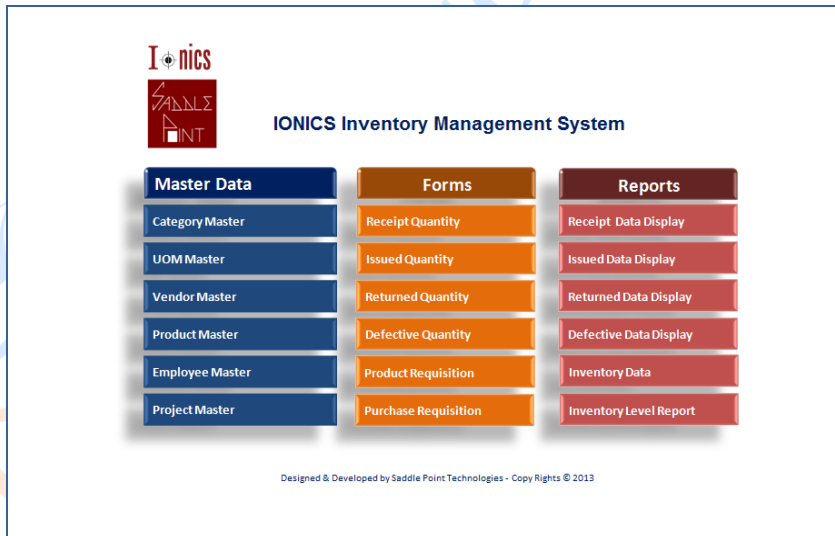 Ionics
SADDLE
POINT
IONICS Inventory Management System
Master Data
Category Master
UOM Master
Vendor Master
Product Master
Employee Master
Project Master
Forms
Receipt Quantity
Issued Quantity
Returned Quantity
Defective Quantity
Product Requisition
Purchase Requisition
Reports
Receipt Data Display
Issued Data Display
Returned Data Display
Defective Data Display
Inventory Data
Inventory Level Report
Designed & Developed by Saddle Point Technologies - Copy Rights © 2013